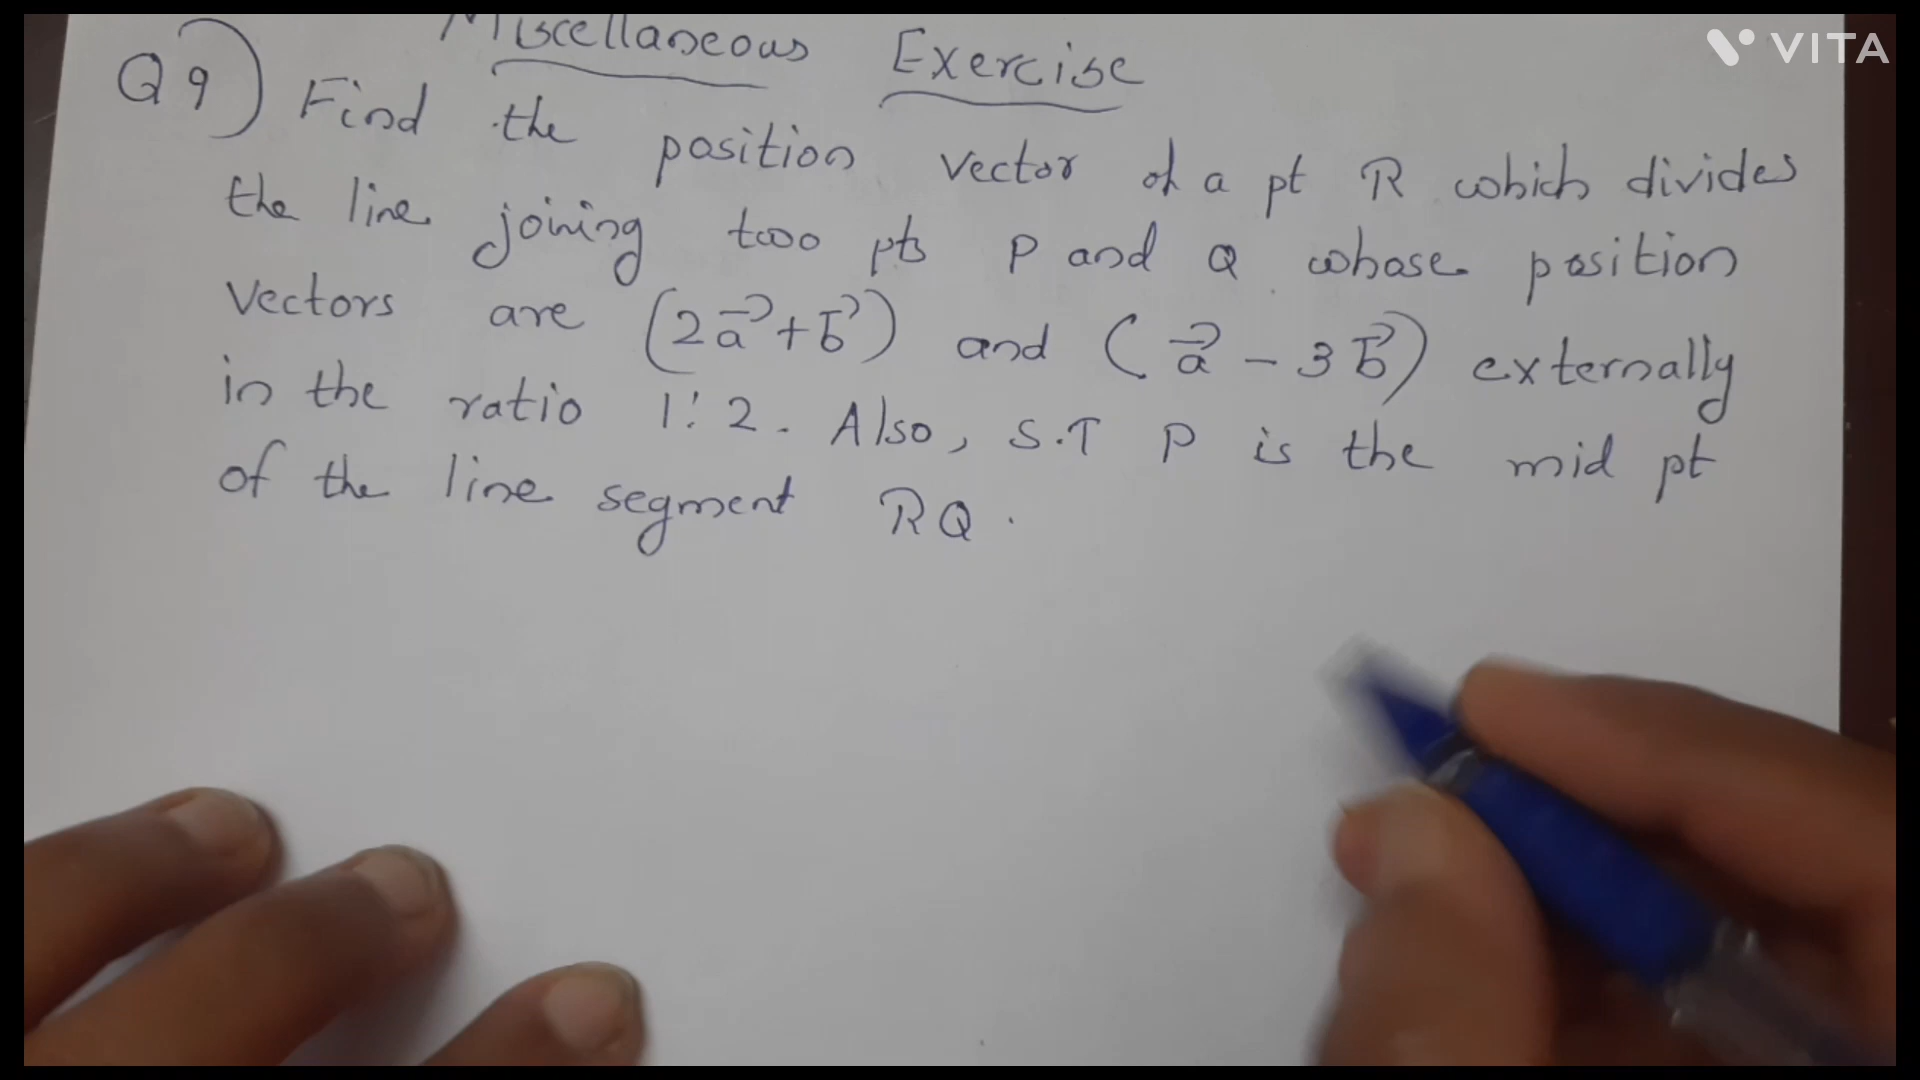 VITA
Miscellaneous Exercise
Q9) Find the position vector of a pt R which divides
the line joining two pts P and Q whose position
vectors are (2a⃗+b⃗) and (a⃗ - 3b⃗) externally
in the ratio 1:2. Also, S.T P is the mid pt
of the line segment RQ.